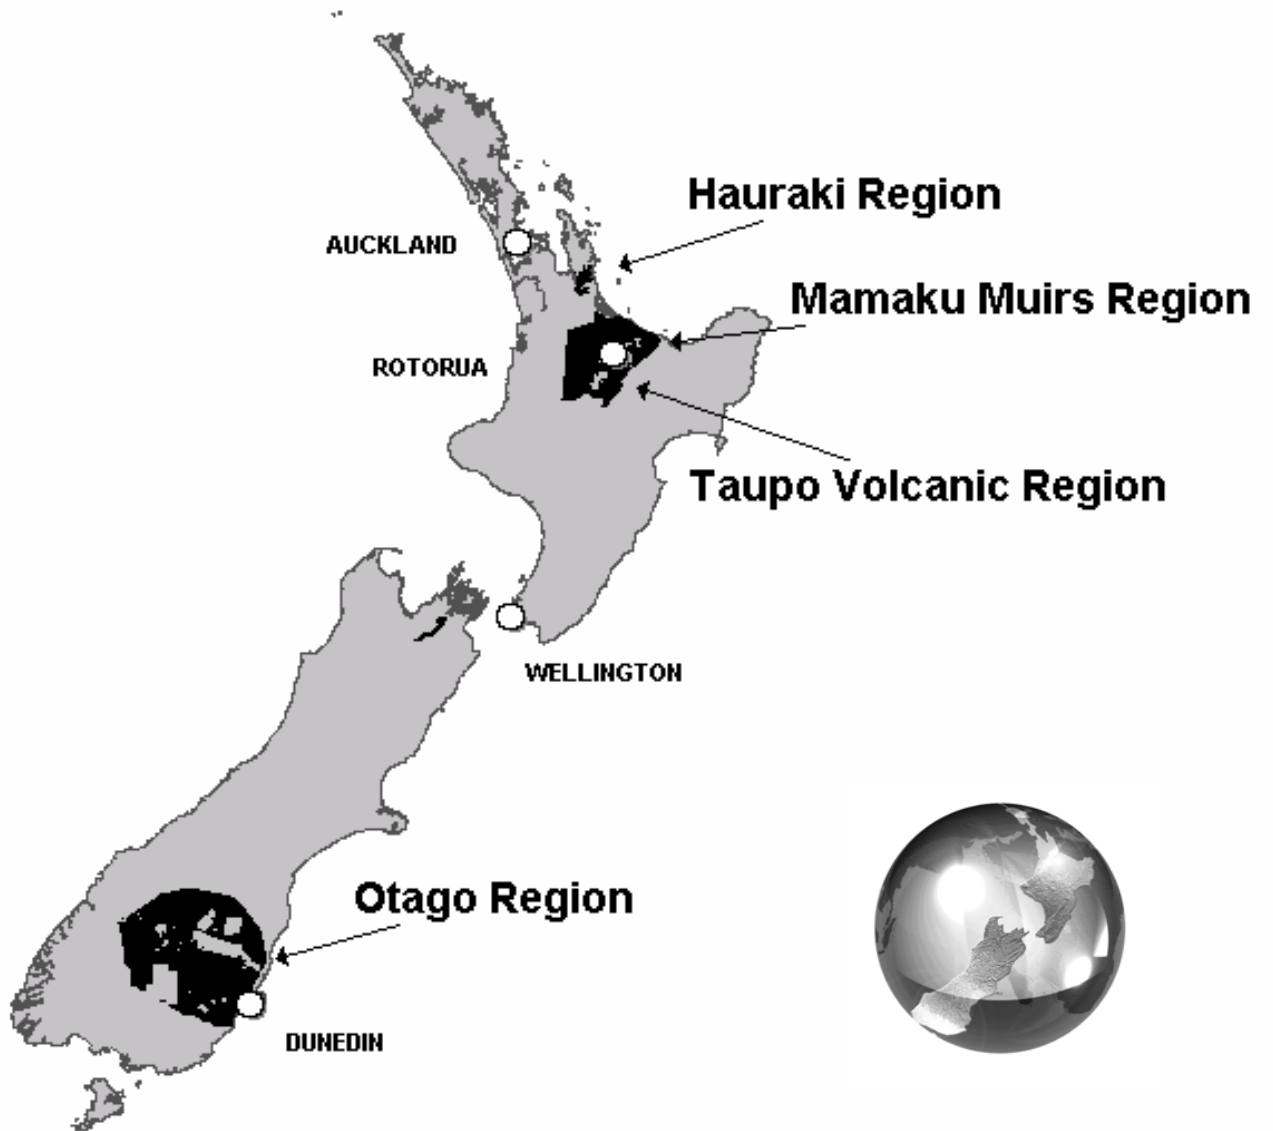 Hauraki Region
AUCKLAND
Mamaku Muirs Region
ROTORUA
Taupo Volcanic Region
WELLINGTON
Otago Region
DUNEDIN